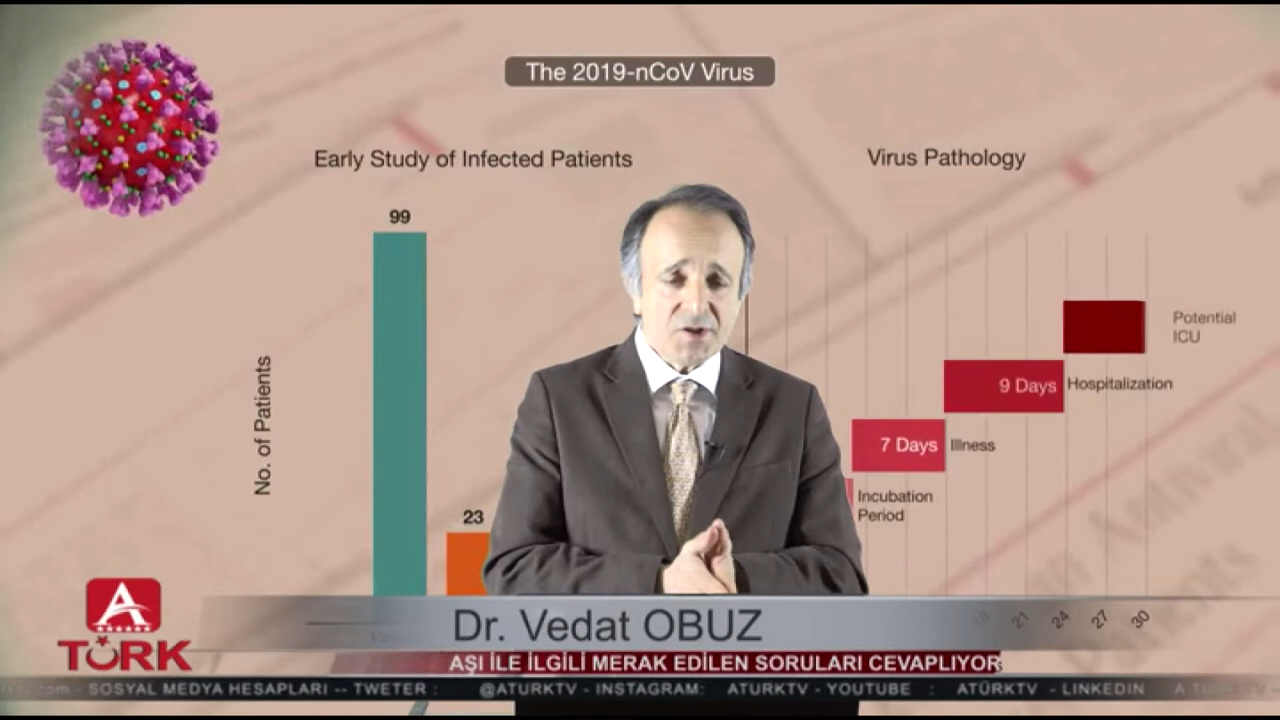 The 2019-nCoV Virus
Early Study of Infected Patients
Virus Pathology
99
No. of Patients
23
Potential
ICU
9 Days
Hospitalization
7 Days
Illness
Incubation
Period
21
24
27
30
A
TÜRK
Dr. Vedat OBUZ
AŞI İLE İLGİLİ MERAK EDİLEN SORULARI CEVAPLIYOR
.com - SOSYAL MEDYA HESAPLARI -- TWETER : @ATURKTV - INSTAGRAM: ATURKTV - YOUTUBE : ATÜRKTV - LINKEDIN